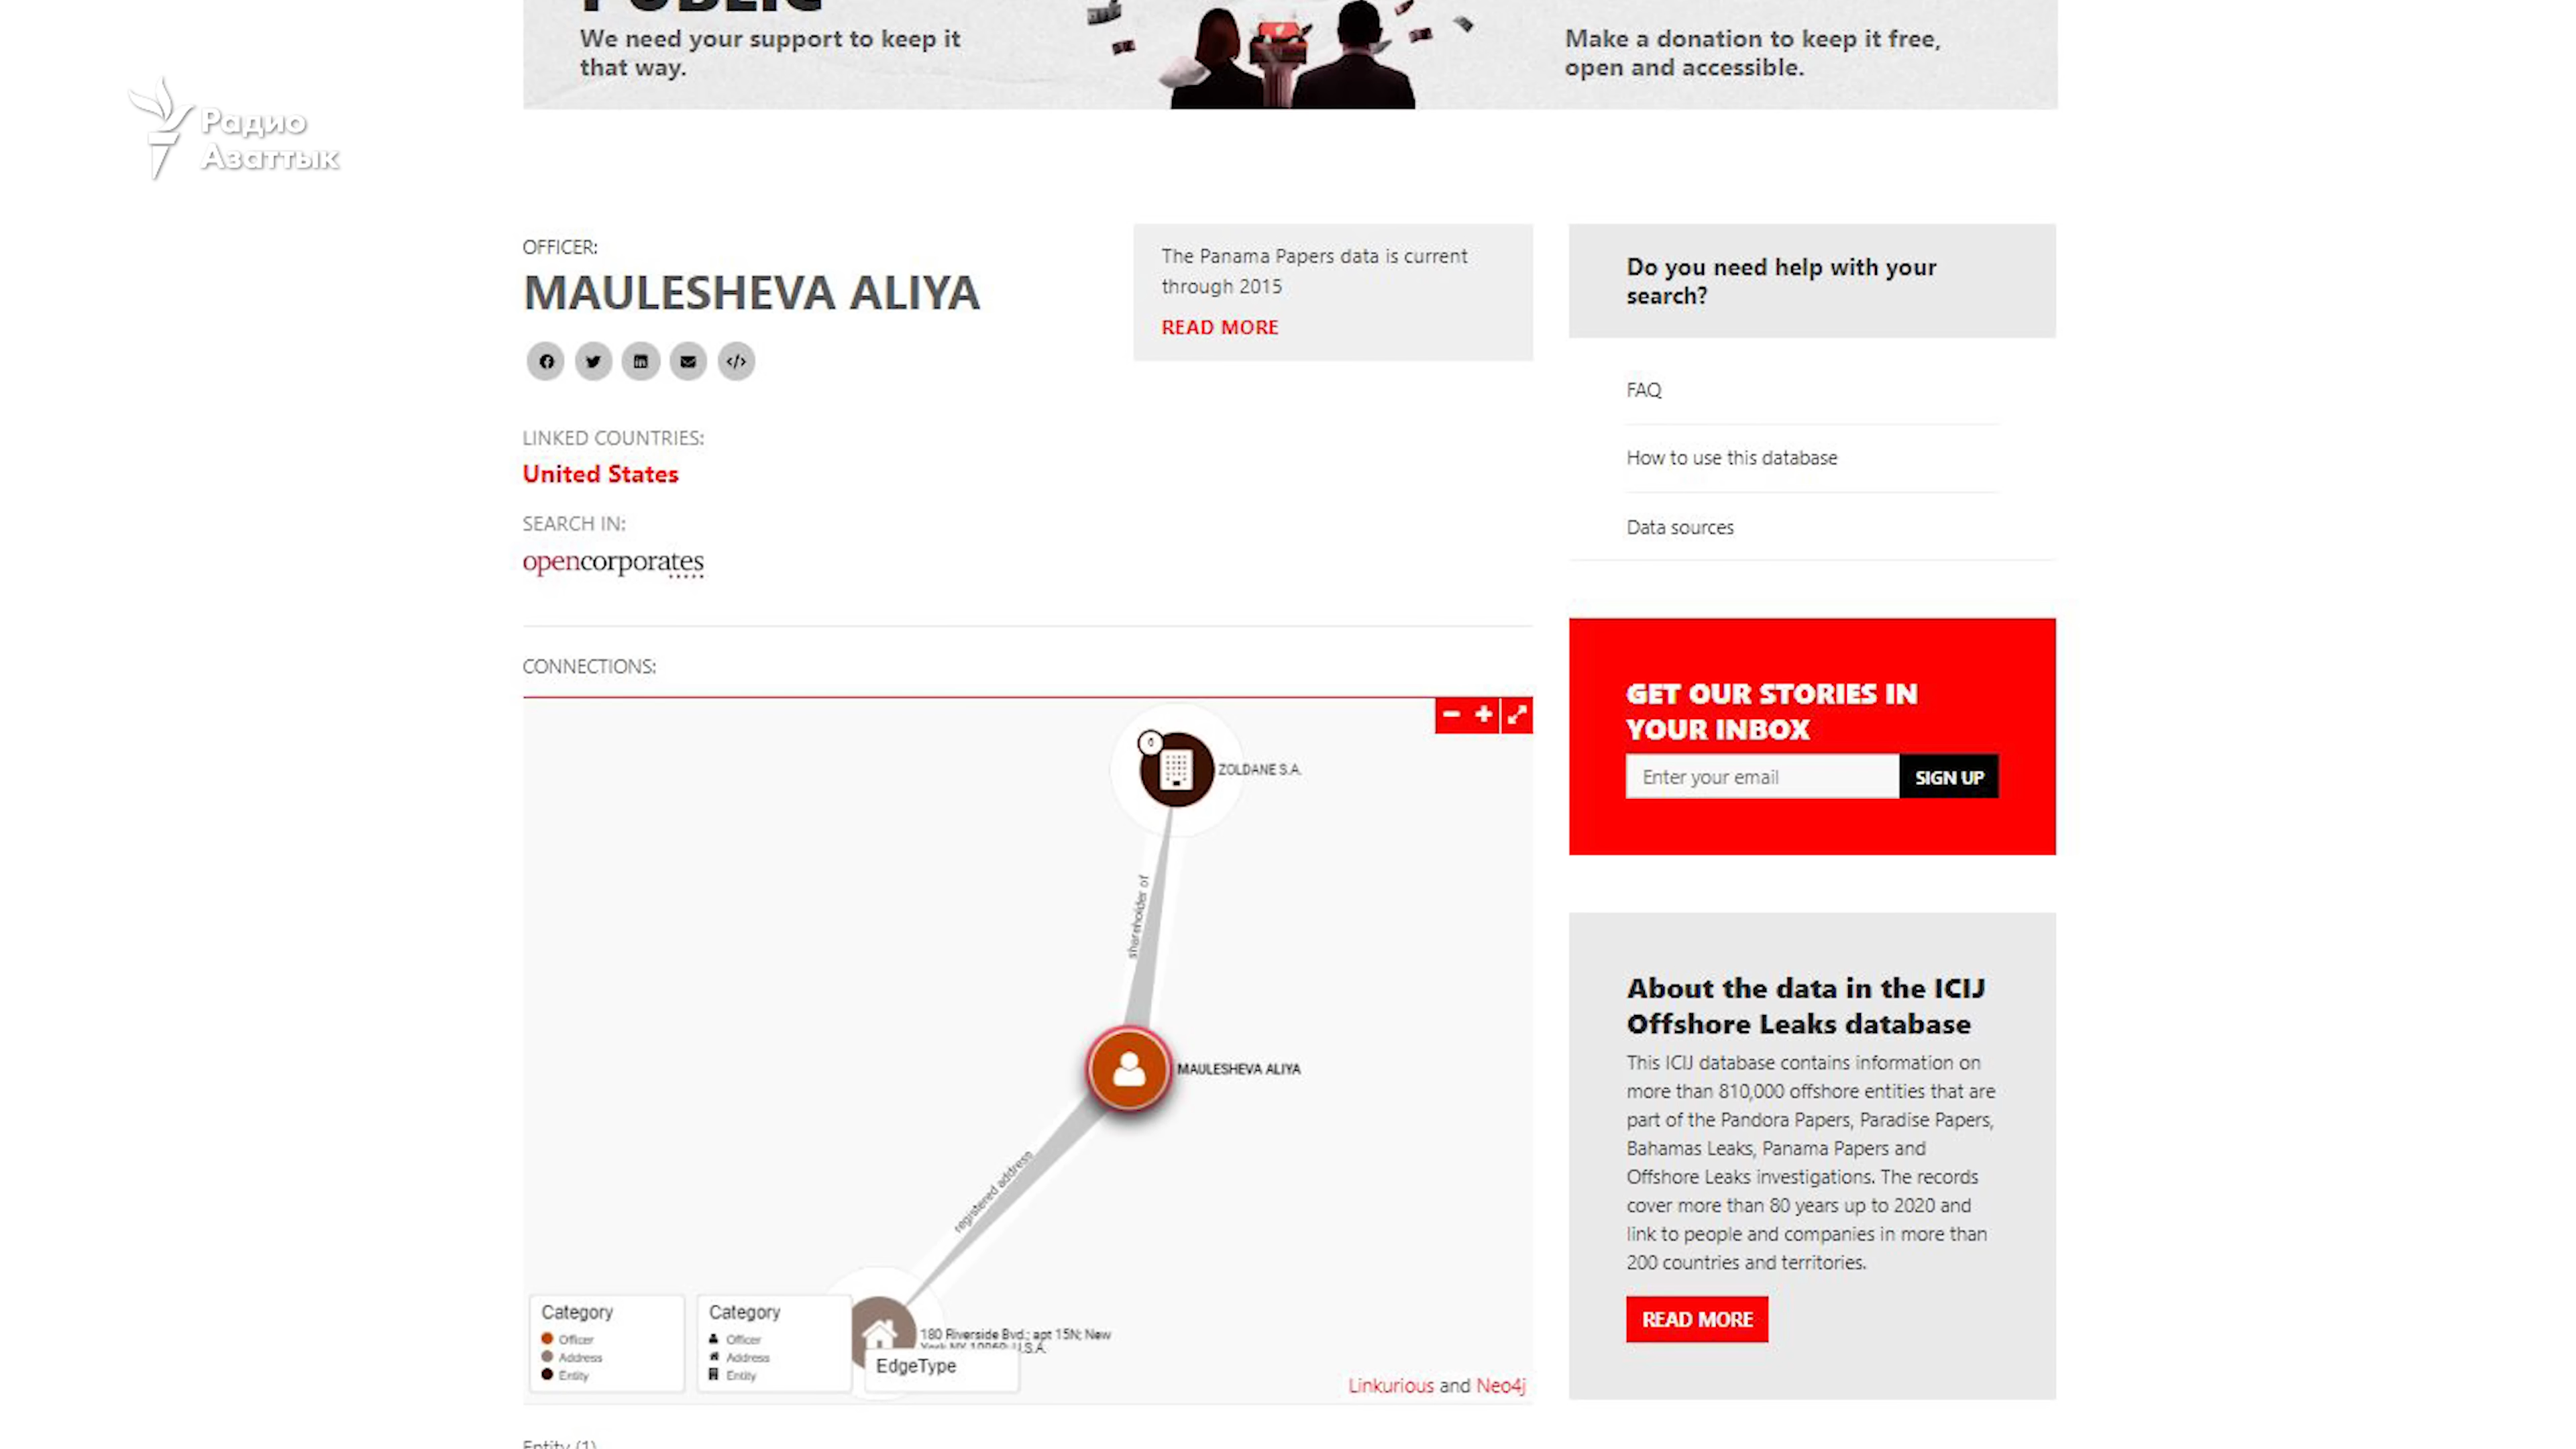 PUBLIC
We need your support to keep it
that way.
Make a donation to keep it free,
open and accessible.
Радио
Азаттык
OFFICER:
MAULESHEVA ALIYA
The Panama Papers data is current
through 2015
READ MORE
LINKED COUNTRIES:
United States
SEARCH IN:
opencorporates
CONNECTIONS:
ZOLDANE S.A.
shareholder of
MAULESHEVA ALIYA
registered address
180 Riverside Bvd.; apt 15N; New
York NY 10069; U.S.A.
Category
Officer
Address
Entity
Category
Officer
Address
Entity
EdgeType
Linkurious and Neo4j
Entity (1)
Do you need help with your
search?
FAQ
How to use this database
Data sources
GET OUR STORIES IN
YOUR INBOX
Enter your email
SIGN UP
About the data in the ICIJ
Offshore Leaks database
This ICIJ database contains information on
more than 810,000 offshore entities that are
part of the Pandora Papers, Paradise Papers,
Bahamas Leaks, Panama Papers and
Offshore Leaks investigations. The records
cover more than 80 years up to 2020 and
link to people and companies in more than
200 countries and territories.
READ MORE